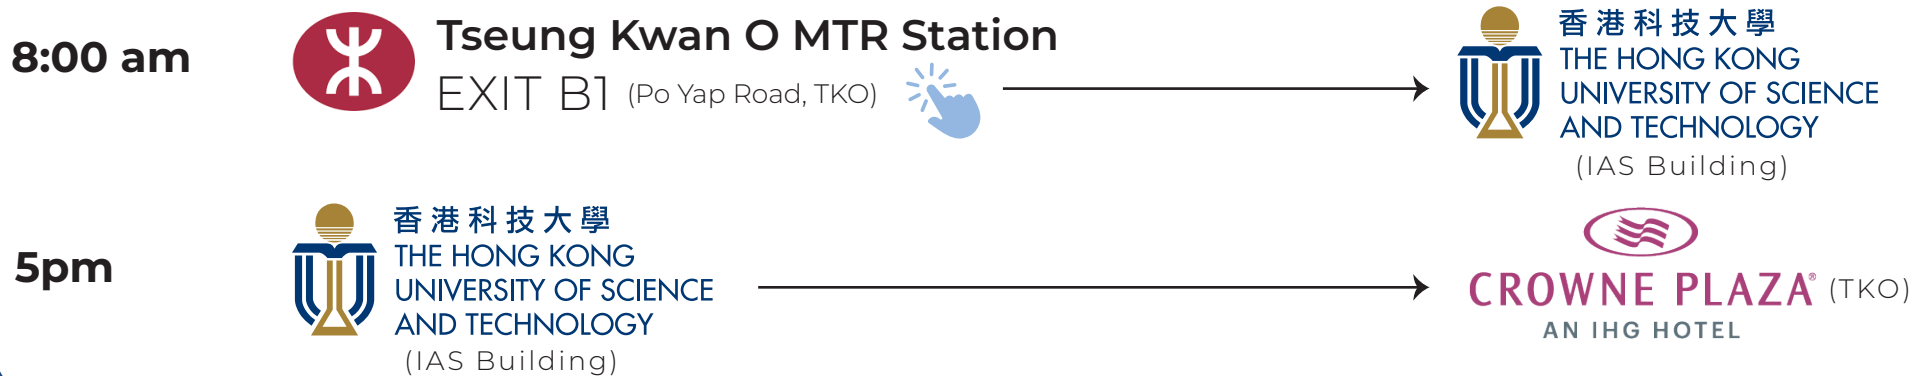 8:00 am
Tseung Kwan O MTR Station
EXIT B1 (Po Yap Road, TKO)
香港科技大學
THE HONG KONG
UNIVERSITY OF SCIENCE
AND TECHNOLOGY
(IAS Building)
5pm
香港科技大學
THE HONG KONG
UNIVERSITY OF SCIENCE
AND TECHNOLOGY
(IAS Building)
CROWNE PLAZA® (TKO)
AN IHG HOTEL